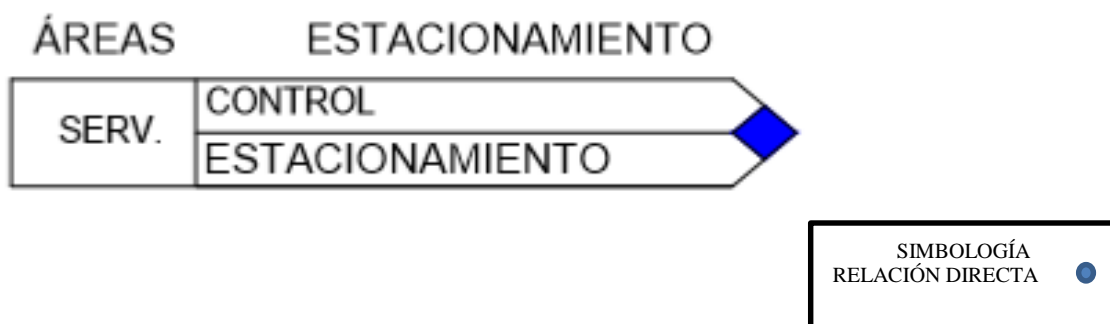 ÁREAS ESTACIONAMIENTO
SERV.
CONTROL
ESTACIONAMIENTO
SIMBOLOGÍA
RELACIÓN DIRECTA